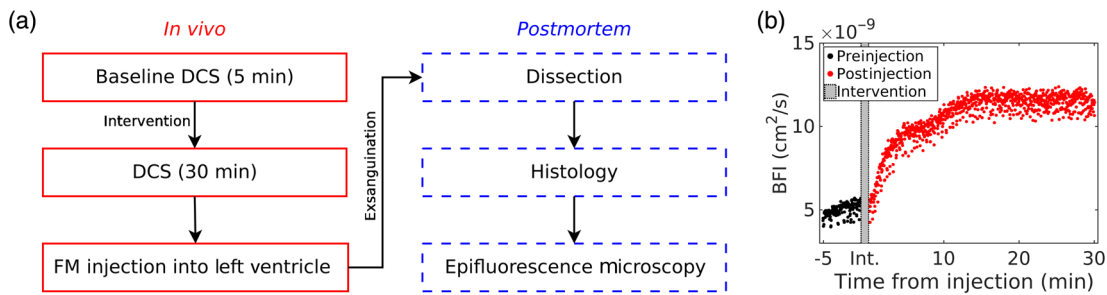 (a)
In vivo
Postmortem
Baseline DCS (5 min)
Intervention
DCS (30 min)
FM injection into left ventricle
Exsanguination
Dissection
Histology
Epifluorescence microscopy
(b)
×10⁻⁹
15
10
5
BFI (cm²/s)
Preinjection
Postinjection
Intervention
-5 Int. 10 20 30
Time from injection (min)